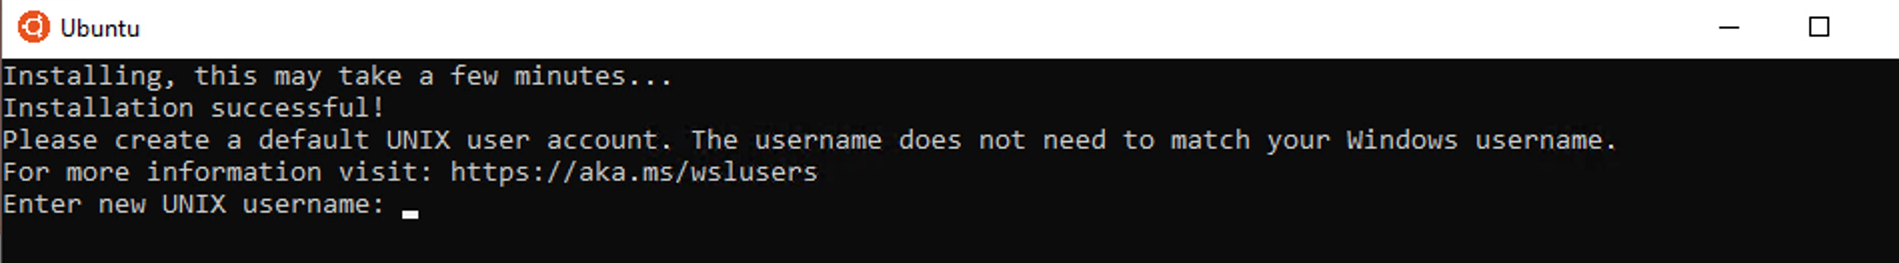 Ubuntu
Installing, this may take a few minutes...
Installation successful!
Please create a default UNIX user account. The username does not need to match your Windows username.
For more information visit: https://aka.ms/wslusers
Enter new UNIX username: